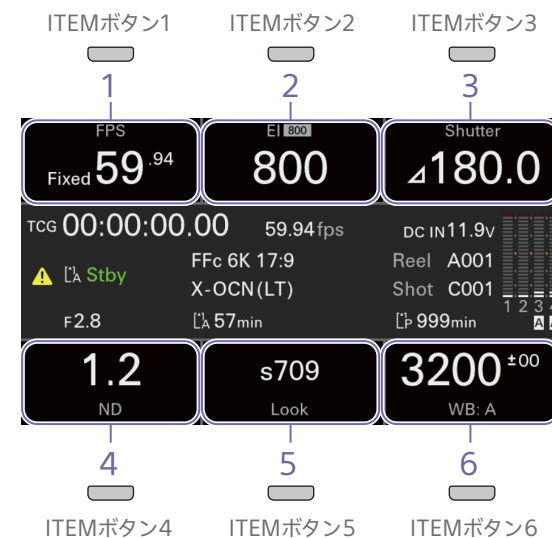 ITEMボタン1 ITEMボタン2 ITEMボタン3
1 2 3
FPS EI 800 Shutter
Fixed 59.94 800 ⊿180.0
TCG 00:00:00.00 59.94fps DC IN11.9V
A Stby FFc 6K 17:9 Reel A001
X-OCN(LT) Shot C001
1 2 3 4
F2.8 A 57min P 999min A
1.2 s709 3200 ±00
ND Look WB: A
4 5 6
ITEMボタン4 ITEMボタン5 ITEMボタン6